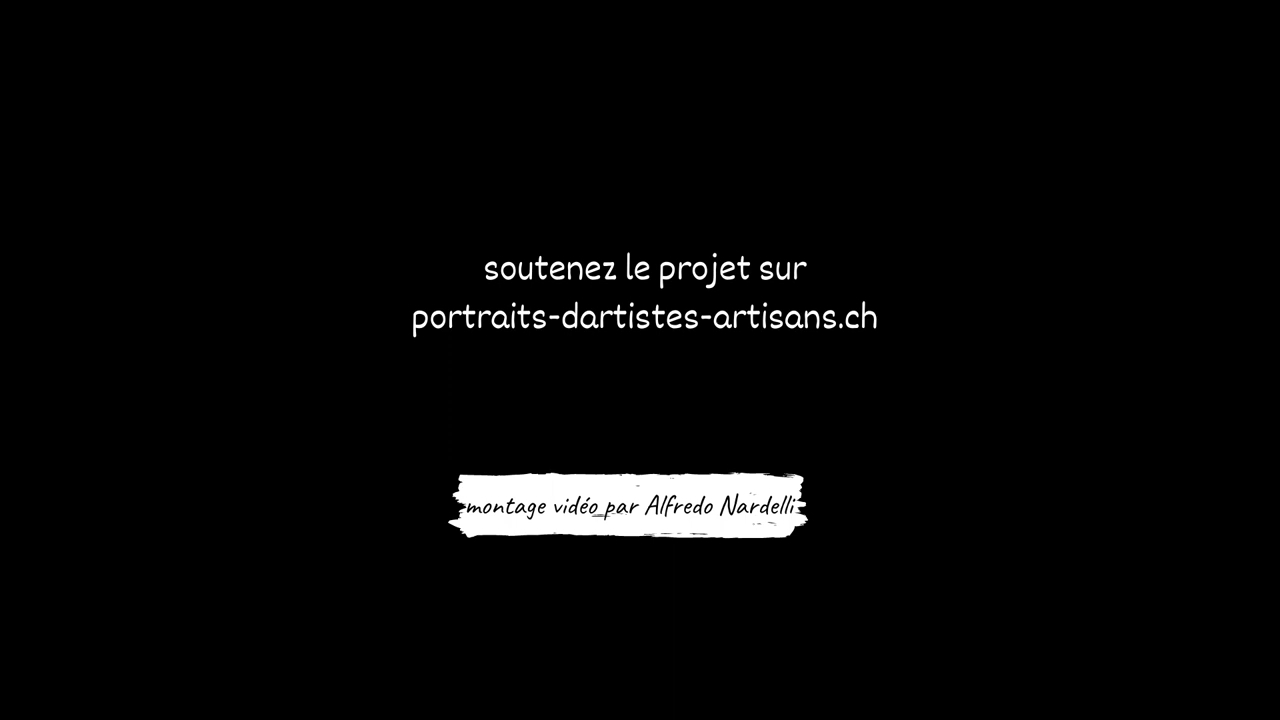 soutenez le projet sur
portraits-dartistes-artisans.ch
montage vidéo par Alfredo Nardelli